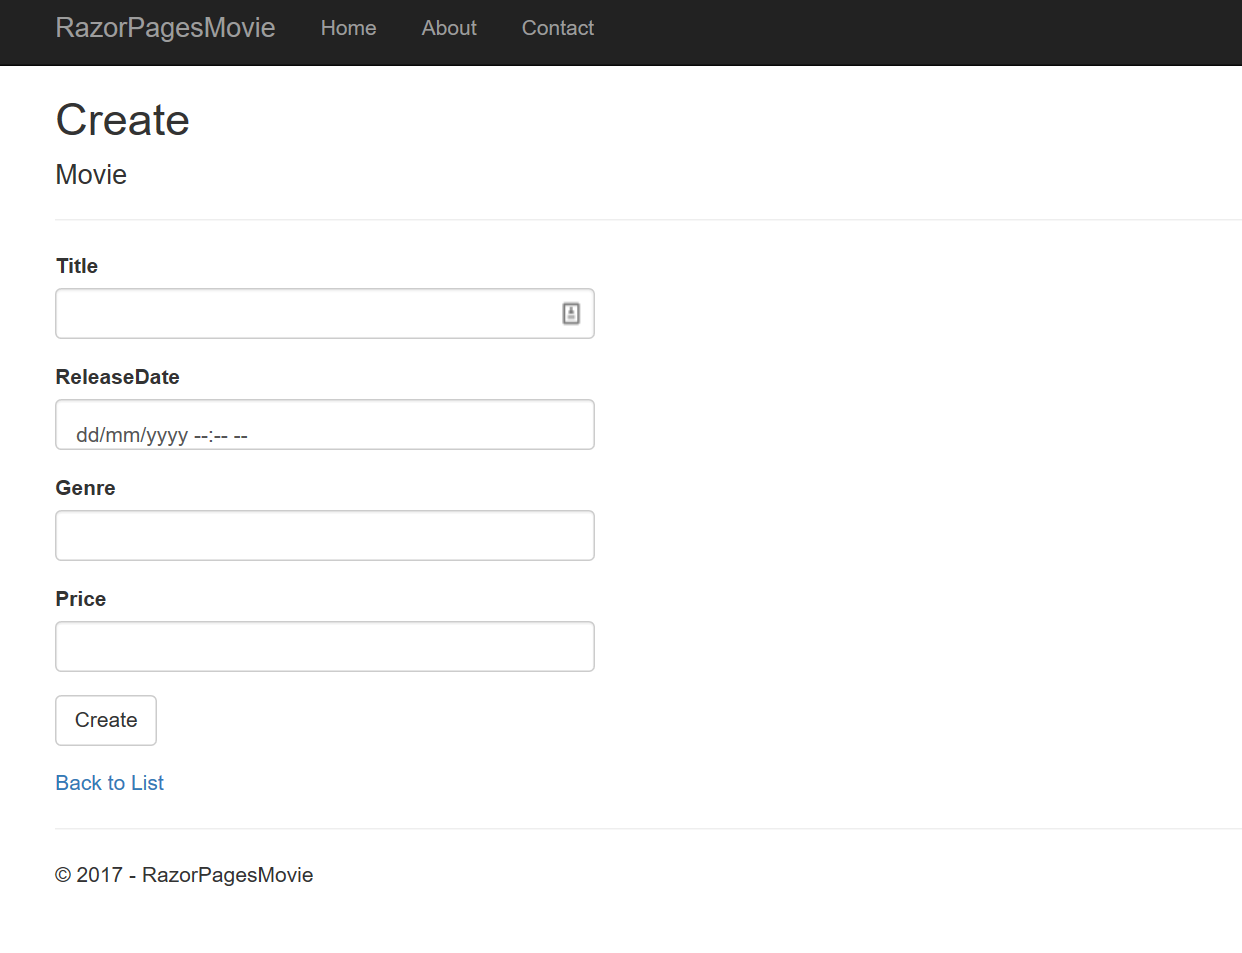 RazorPagesMovie Home About Contact
Create
Movie
Title
ReleaseDate
dd/mm/yyyy --:-- --
Genre
Price
Create
Back to List
© 2017 - RazorPagesMovie